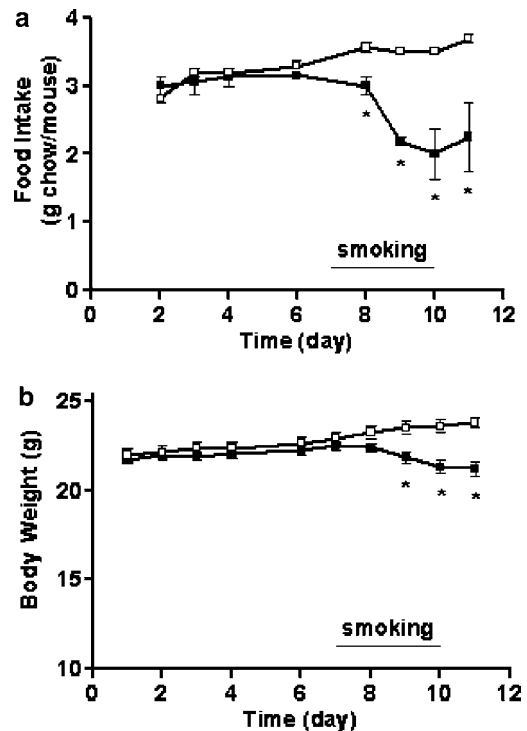 a
Food Intake
(g chow/mouse)
4
3
2
1
0
* * * *
smoking
0 2 4 6 8 10 12
Time (day)
b
Body Weight (g)
25
20
15
10
* * *
smoking
0 2 4 6 8 10 12
Time (day)